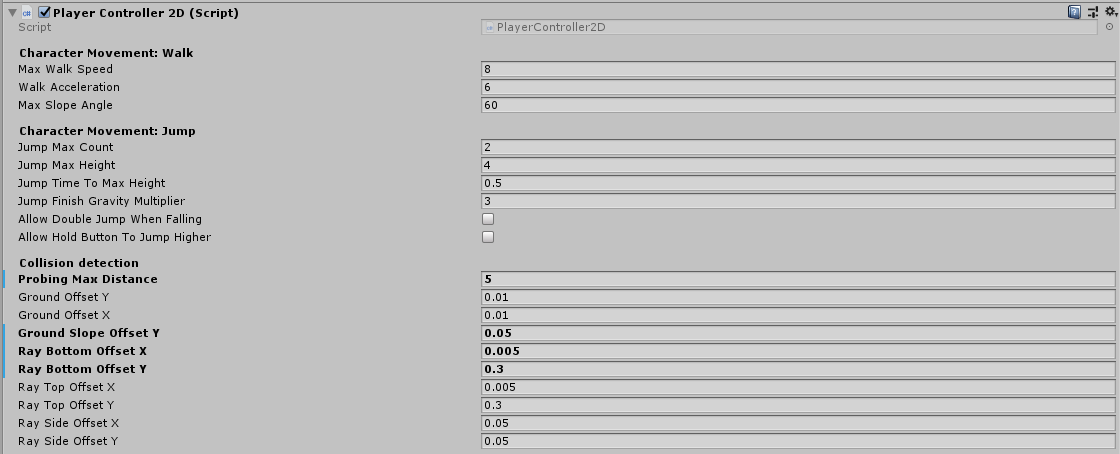 Player Controller 2D (Script)
Script PlayerController2D
Character Movement: Walk
Max Walk Speed 8
Walk Acceleration 6
Max Slope Angle 60
Character Movement: Jump
Jump Max Count 2
Jump Max Height 4
Jump Time To Max Height 0.5
Jump Finish Gravity Multiplier 3
Allow Double Jump When Falling
Allow Hold Button To Jump Higher
Collision detection
Probing Max Distance 5
Ground Offset Y 0.01
Ground Offset X 0.01
Ground Slope Offset Y 0.05
Ray Bottom Offset X 0.005
Ray Bottom Offset Y 0.3
Ray Top Offset X 0.005
Ray Top Offset Y 0.3
Ray Side Offset X 0.05
Ray Side Offset Y 0.05